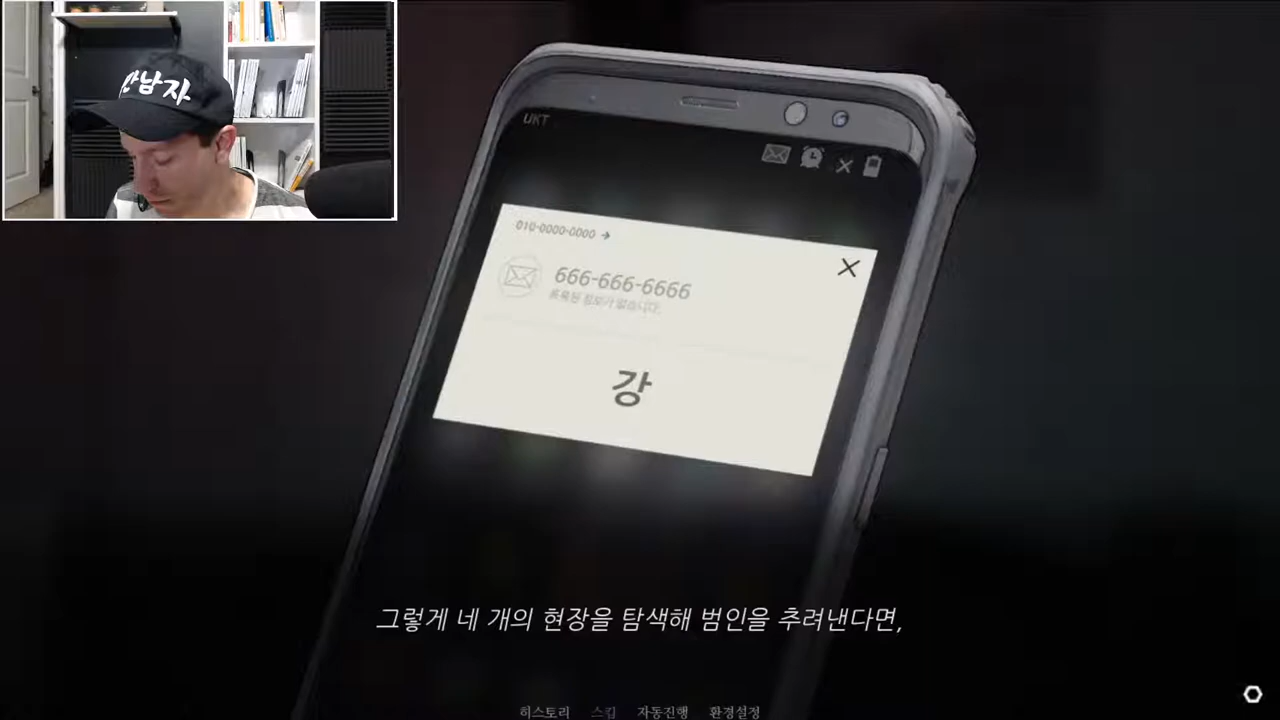 남자
UKT
010-0000-0000 →
666-666-6666
등록된 정보가 없습니다.
강
그렇게 네 개의 현장을 탐색해 범인을 추려낸다면,
히스토리 스킵 자동진행 환경설정